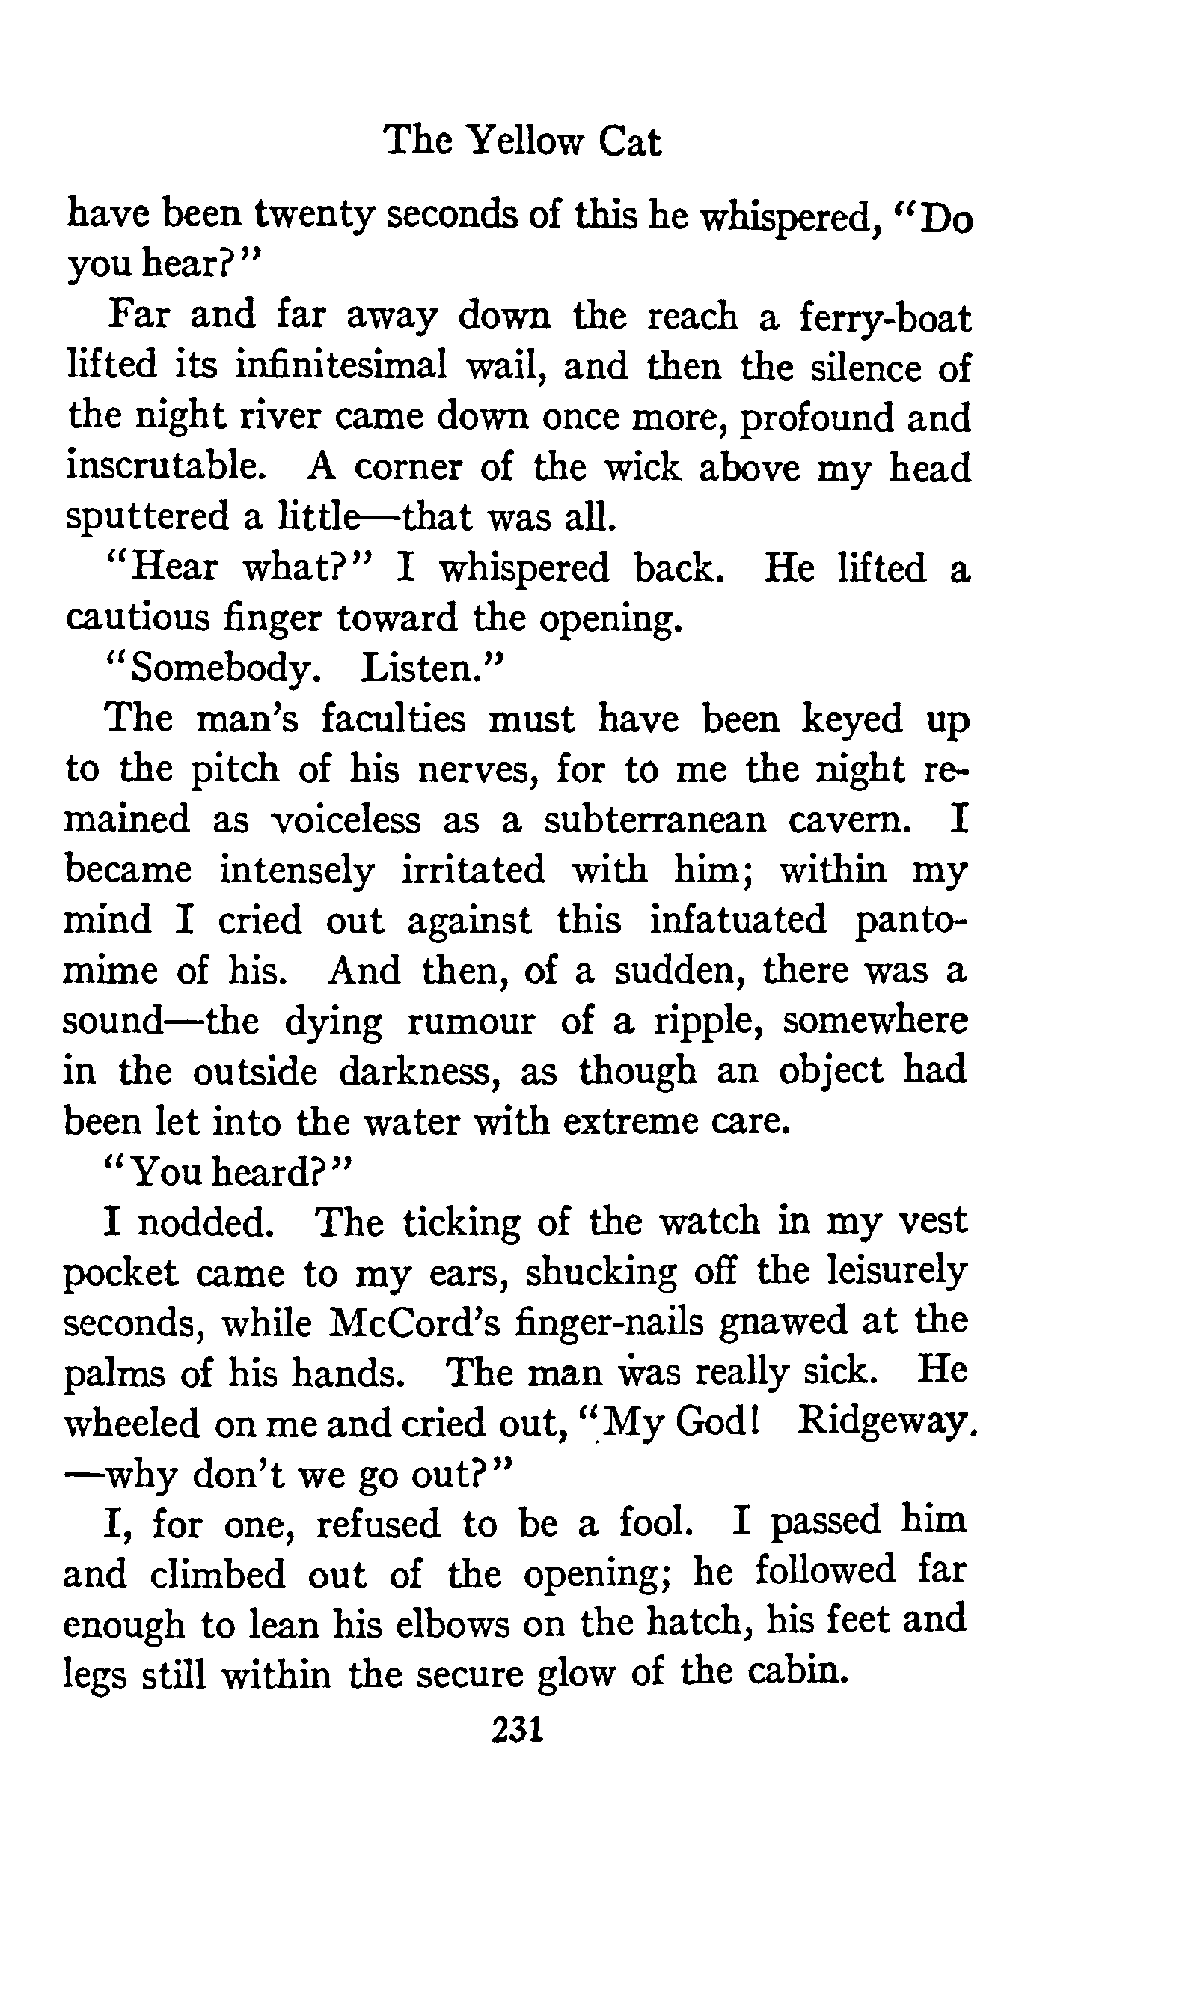 The Yellow Cat
have been twenty seconds of this he whispered, "Do
you hear?"
Far and far away down the reach a ferry-boat
lifted its infinitesimal wail, and then the silence of
the night river came down once more, profound and
inscrutable. A corner of the wick above my head
sputtered a little—that was all.
"Hear what?" I whispered back. He lifted a
cautious finger toward the opening.
"Somebody. Listen."
The man's faculties must have been keyed up
to the pitch of his nerves, for to me the night re-
mained as voiceless as a subterranean cavern. I
became intensely irritated with him; within my
mind I cried out against this infatuated panto-
mime of his. And then, of a sudden, there was a
sound—the dying rumour of a ripple, somewhere
in the outside darkness, as though an object had
been let into the water with extreme care.
"You heard?"
I nodded. The ticking of the watch in my vest
pocket came to my ears, shucking off the leisurely
seconds, while McCord's finger-nails gnawed at the
palms of his hands. The man was really sick. He
wheeled on me and cried out, "My God! Ridgeway.
—why don't we go out?"
I, for one, refused to be a fool. I passed him
and climbed out of the opening; he followed far
enough to lean his elbows on the hatch, his feet and
legs still within the secure glow of the cabin.
231